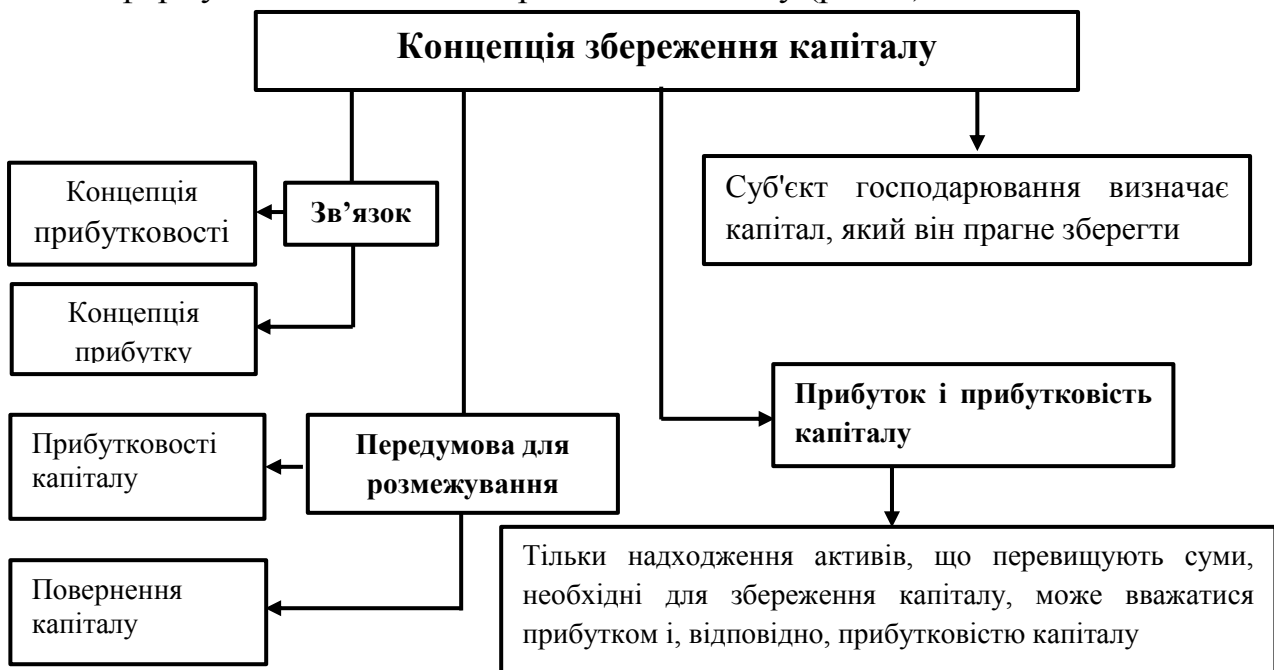 Концепція збереження капіталу
Концепція
прибутковості
Зв’язок
Суб'єкт господарювання визначає
капітал, який він прагне зберегти
Концепція
прибутку
Прибуток і прибутковість
капіталу
Прибутковості
капіталу
Передумова для
розмежування
Повернення
капіталу
Тільки надходження активів, що перевищують суми,
необхідні для збереження капіталу, може вважатися
прибутком і, відповідно, прибутковістю капіталу